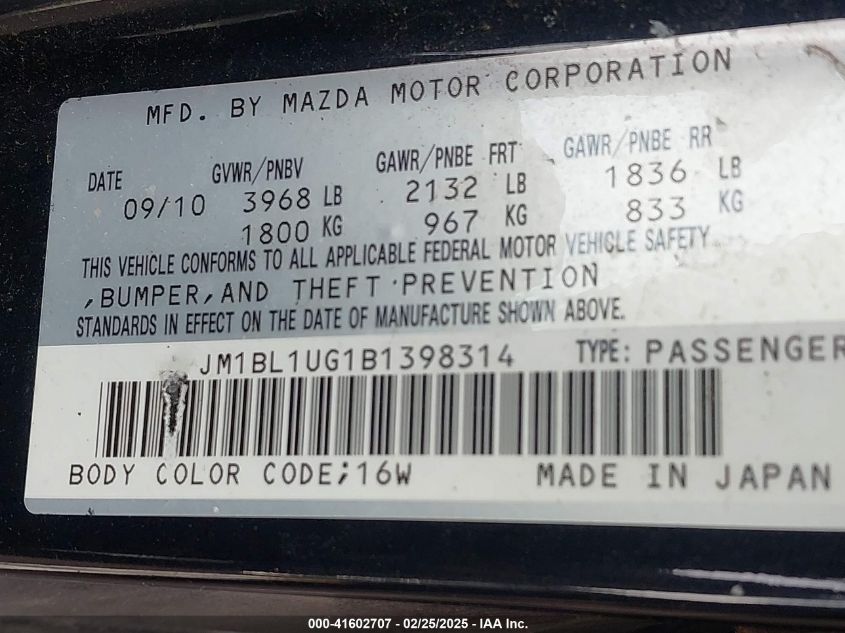 MFD. BY MAZDA MOTOR CORPORATION
DATE GVWR/PNBV GAWR/PNBE FRT GAWR/PNBE RR
09/10 3968 LB 2132 LB 1836 LB
1800 KG 967 KG 833 KG
THIS VEHICLE CONFORMS TO ALL APPLICABLE FEDERAL MOTOR VEHICLE SAFETY
,BUMPER,AND THEFT PREVENTION
STANDARDS IN EFFECT ON THE DATE OF MANUFACTURE SHOWN ABOVE.
JM1BL1UG1B1398314 TYPE: PASSENGER
BODY COLOR CODE;16W MADE IN JAPAN
000-41602707 - 02/25/2025 - IAA Inc.